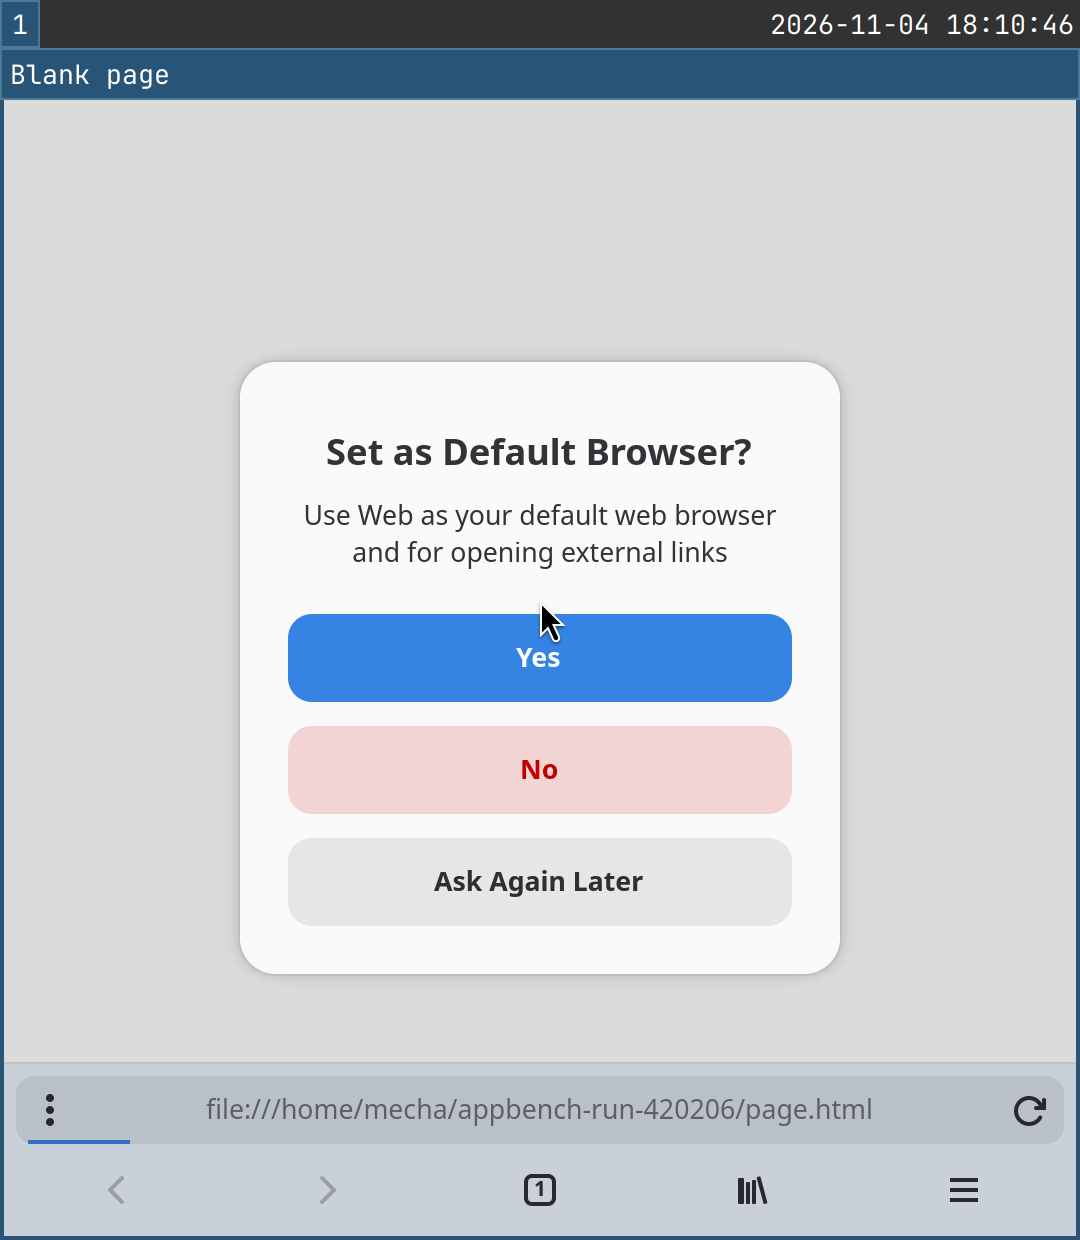 1
2026-11-04 18:10:46
Blank page
Set as Default Browser?
Use Web as your default web browser
and for opening external links
Yes
No
Ask Again Later
file:///home/mecha/appbench-run-420206/page.html
1